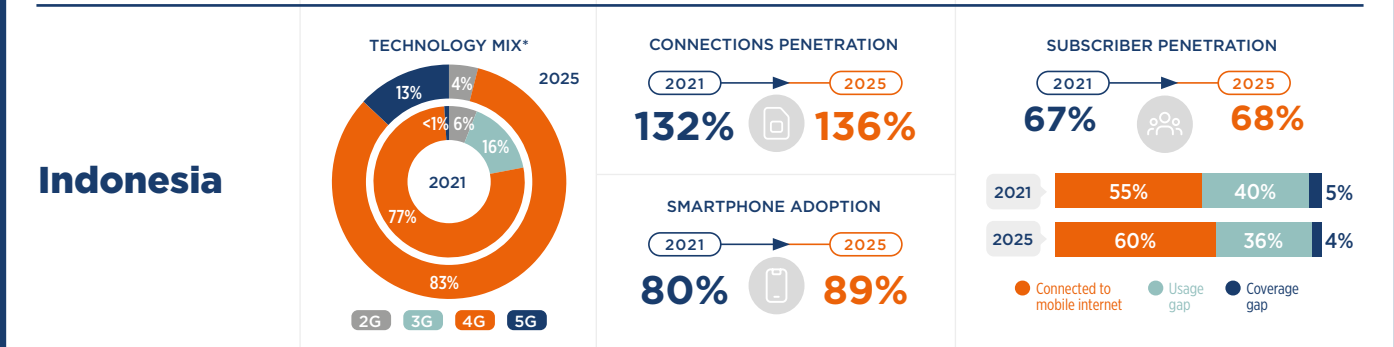 Indonesia
TECHNOLOGY MIX*
2025
4%
13%
<1%
6%
16%
2021
77%
83%
2G
3G
4G
5G
CONNECTIONS PENETRATION
2021
2025
132%
136%
SMARTPHONE ADOPTION
2021
2025
80%
89%
SUBSCRIBER PENETRATION
2021
2025
67%
68%
2021
55%
40%
5%
2025
60%
36%
4%
Connected to
mobile internet
Usage
gap
Coverage
gap